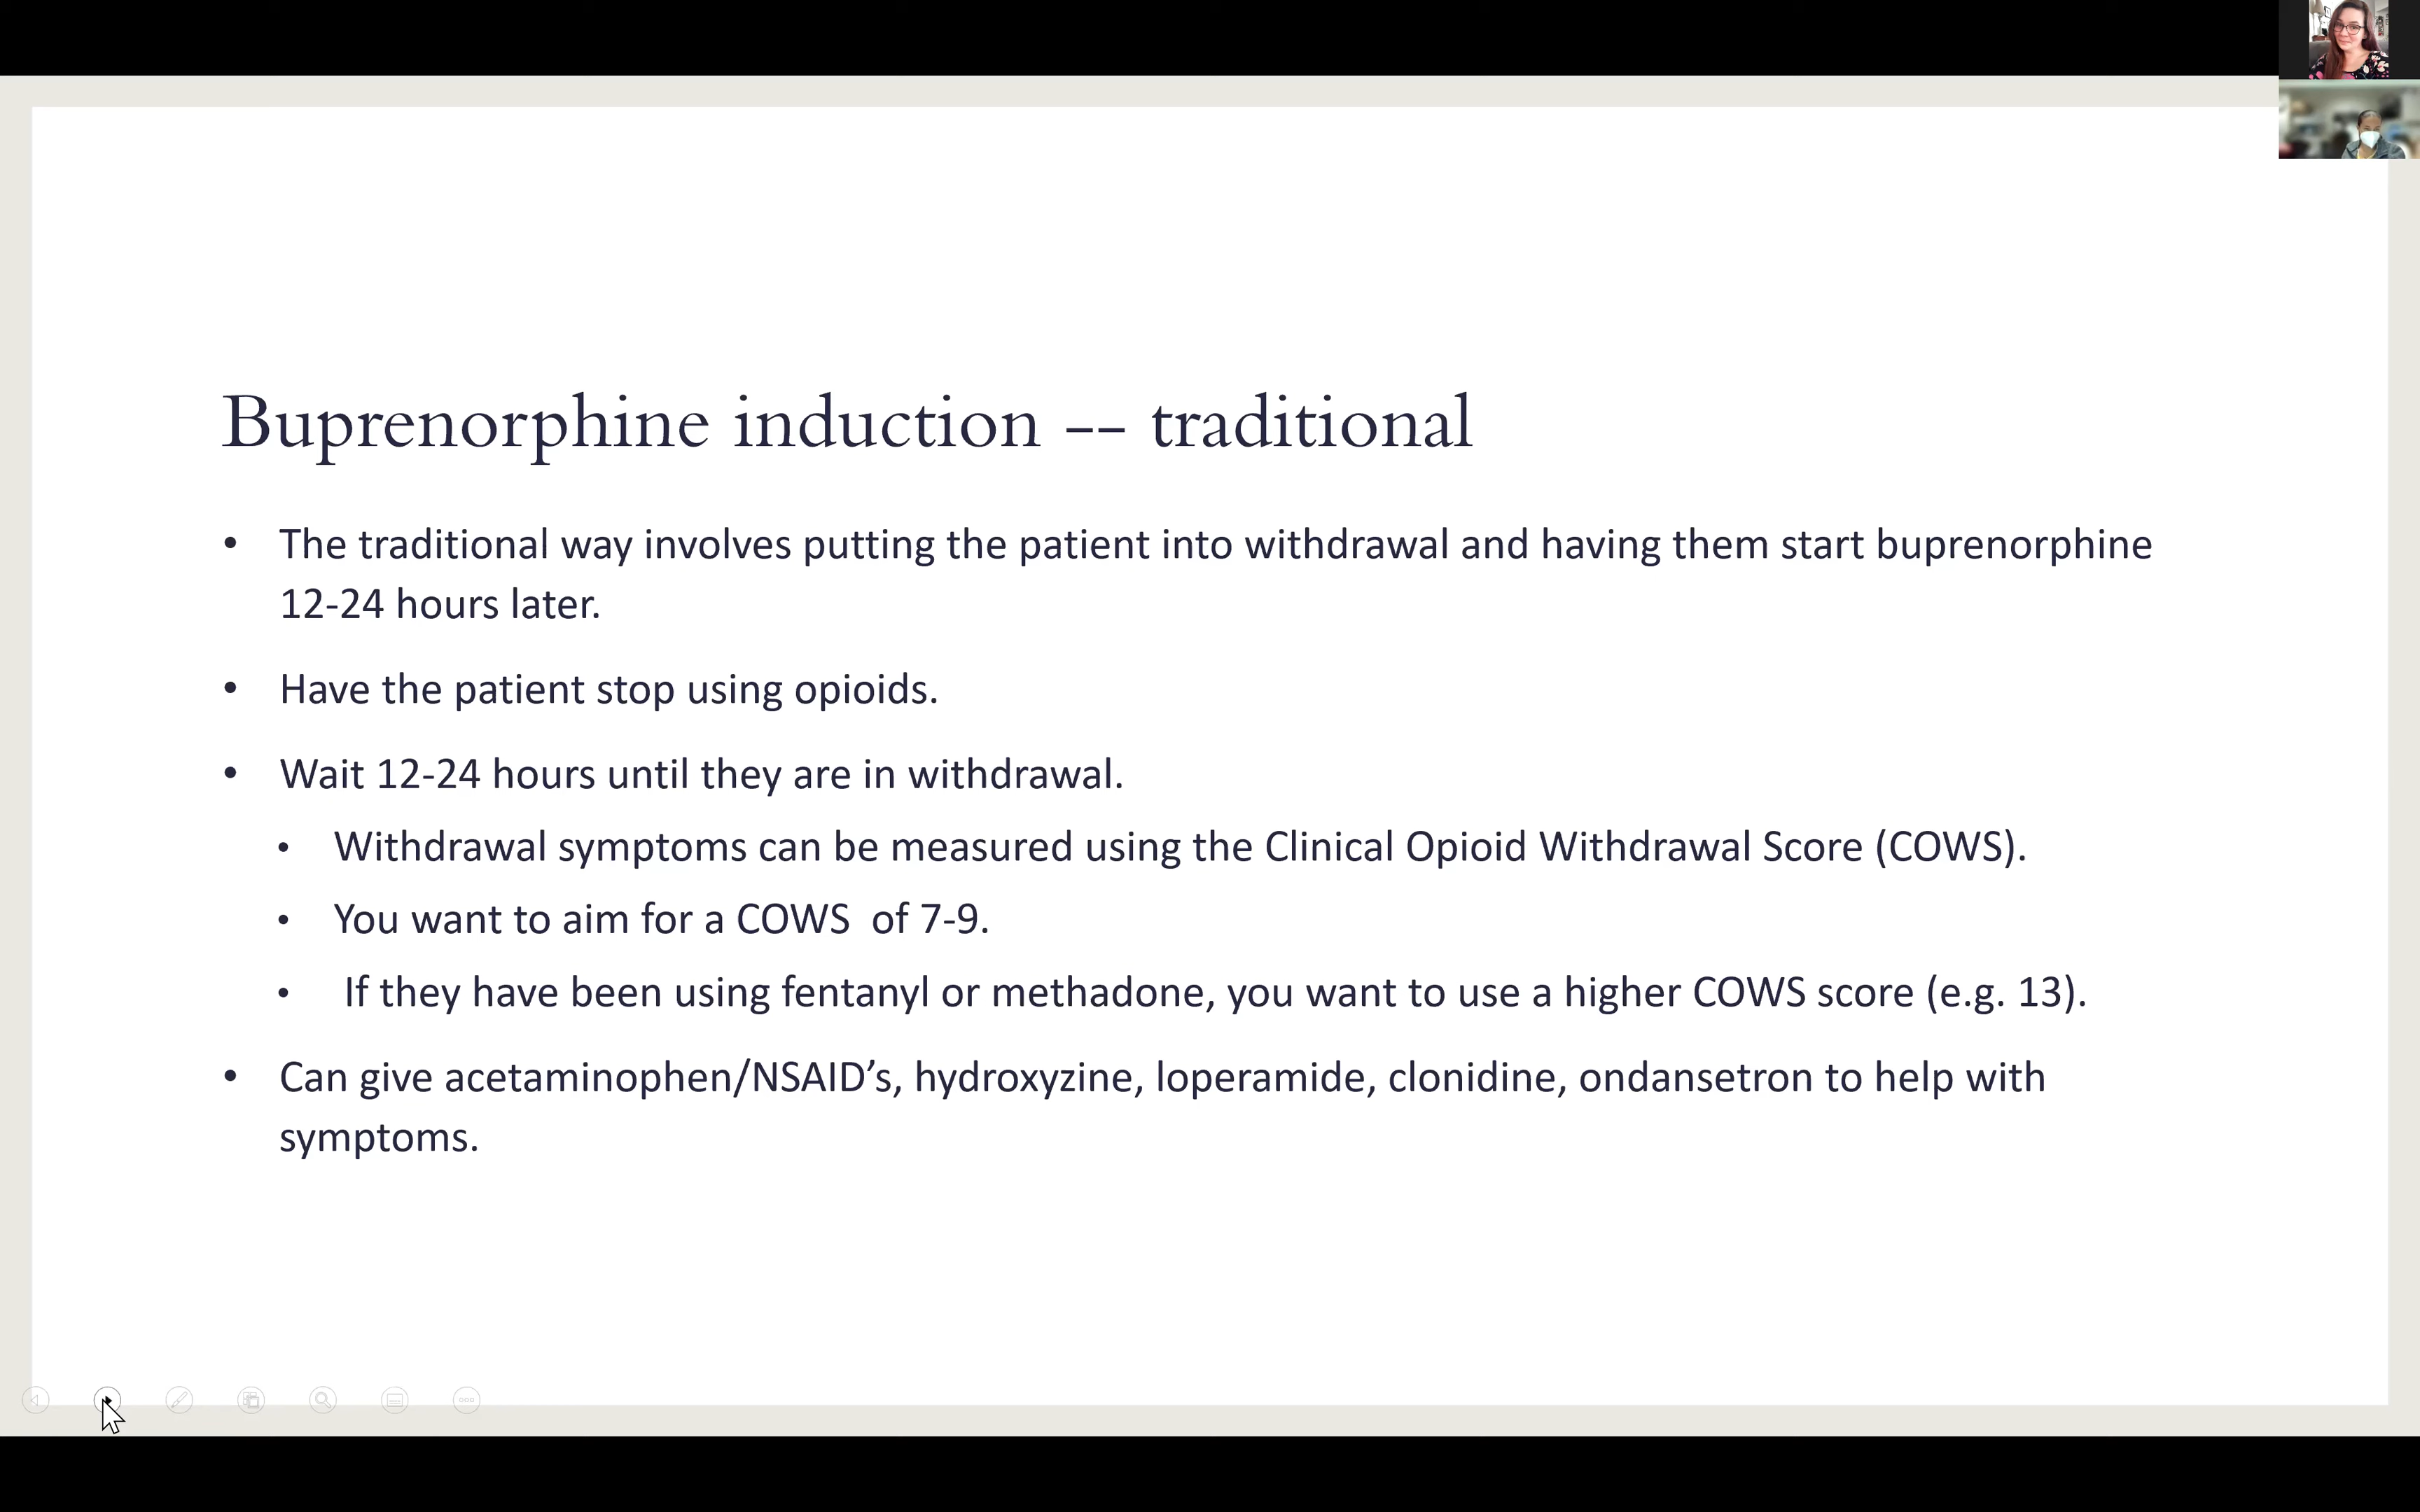 Buprenorphine induction -- traditional
• The traditional way involves putting the patient into withdrawal and having them start buprenorphine
12-24 hours later.
• Have the patient stop using opioids.
• Wait 12-24 hours until they are in withdrawal.
• Withdrawal symptoms can be measured using the Clinical Opioid Withdrawal Score (COWS).
• You want to aim for a COWS  of 7-9.
• If they have been using fentanyl or methadone, you want to use a higher COWS score (e.g. 13).
• Can give acetaminophen/NSAID’s, hydroxyzine, loperamide, clonidine, ondansetron to help with
symptoms.